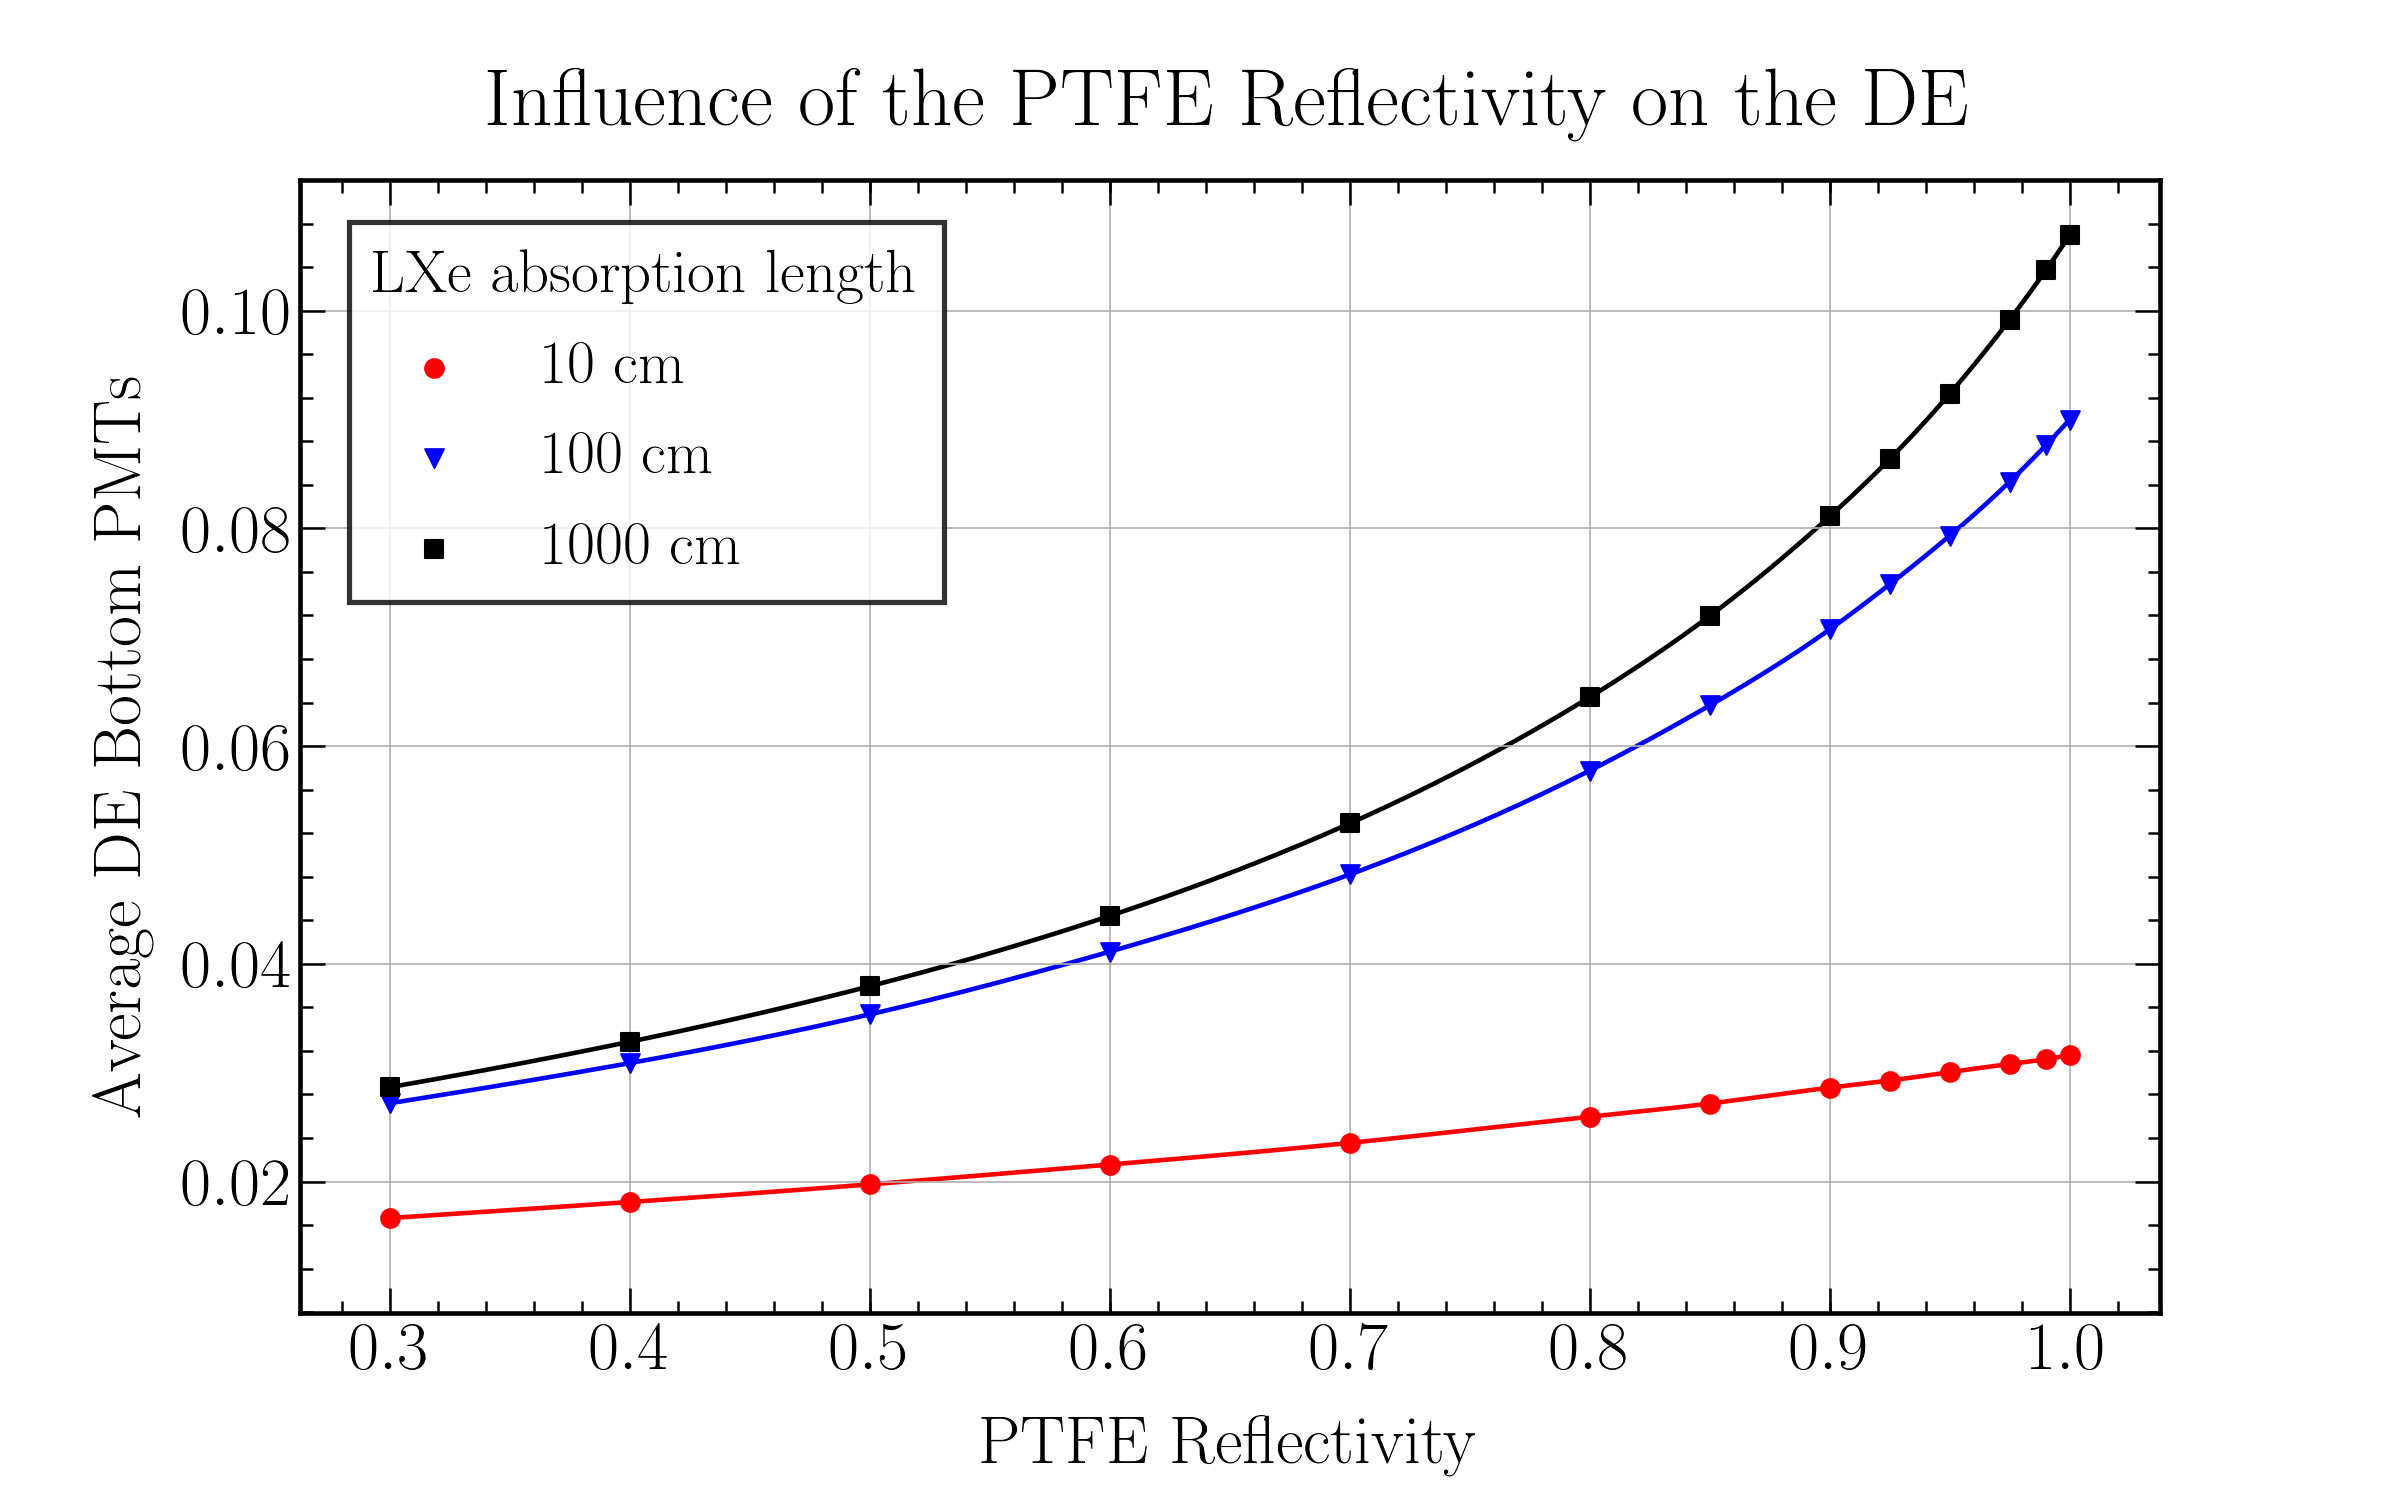 Influence of the PTFE Reflectivity on the DE
LXe absorption length
10 cm
100 cm
1000 cm
Average DE Bottom PMTs
0.10
0.08
0.06
0.04
0.02
0.3 0.4 0.5 0.6 0.7 0.8 0.9 1.0
PTFE Reflectivity